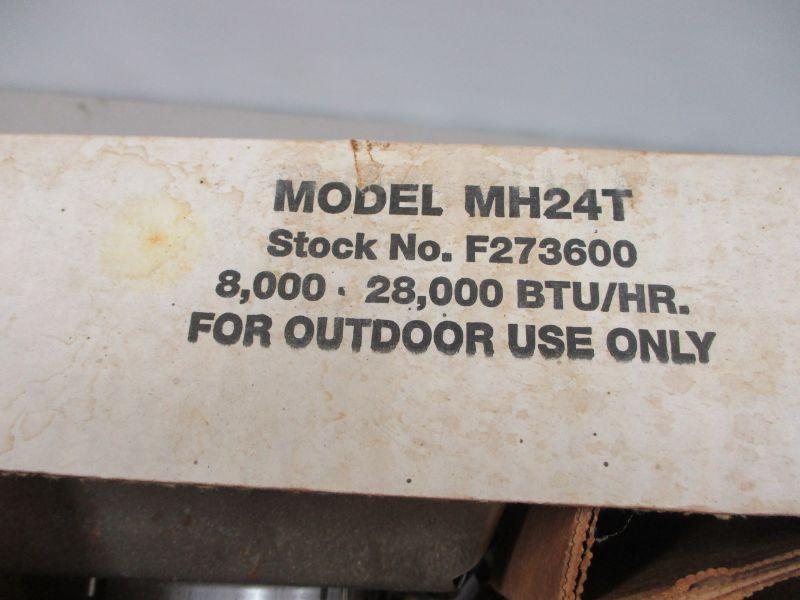 MODEL MH24T
Stock No. F273600
8,000 - 28,000 BTU/HR.
FOR OUTDOOR USE ONLY